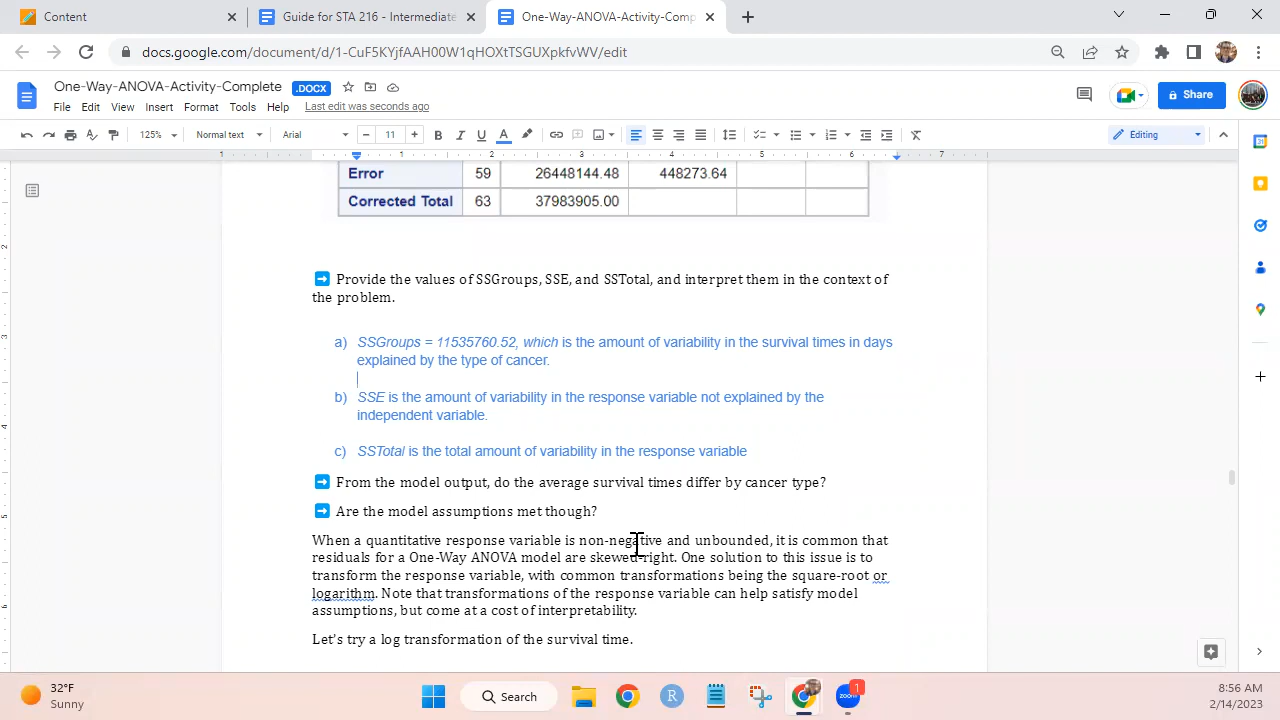 Content
Guide for STA 216 - Intermediate
One-Way-ANOVA-Activity-Comp
docs.google.com/document/d/1-CuF5KYjfAAH00W1qHOXtTSGUXpkfvWV/edit
One-Way-ANOVA-Activity-Complete .DOCX
File Edit View Insert Format Tools Help Last edit was seconds ago
Share
125% Normal text Arial 11 B I U A Editing
1 1 2 3 4 5 6 7
Error 59 26448144.48 448273.64
Corrected Total 63 37983905.00
Provide the values of SSGroups, SSE, and SSTotal, and interpret them in the context of
the problem.
a) SSGroups = 11535760.52, which is the amount of variability in the survival times in days
explained by the type of cancer.
b) SSE is the amount of variability in the response variable not explained by the
independent variable.
c) SSTotal is the total amount of variability in the response variable
From the model output, do the average survival times differ by cancer type?
Are the model assumptions met though?
When a quantitative response variable is non-negative and unbounded, it is common that
residuals for a One-Way ANOVA model are skewed-right. One solution to this issue is to
transform the response variable, with common transformations being the square-root or
logarithm. Note that transformations of the response variable can help satisfy model
assumptions, but come at a cost of interpretability.
Let's try a log transformation of the survival time.
32°F
Sunny
Search
R
zoom
1
8:56 AM
2/14/2023